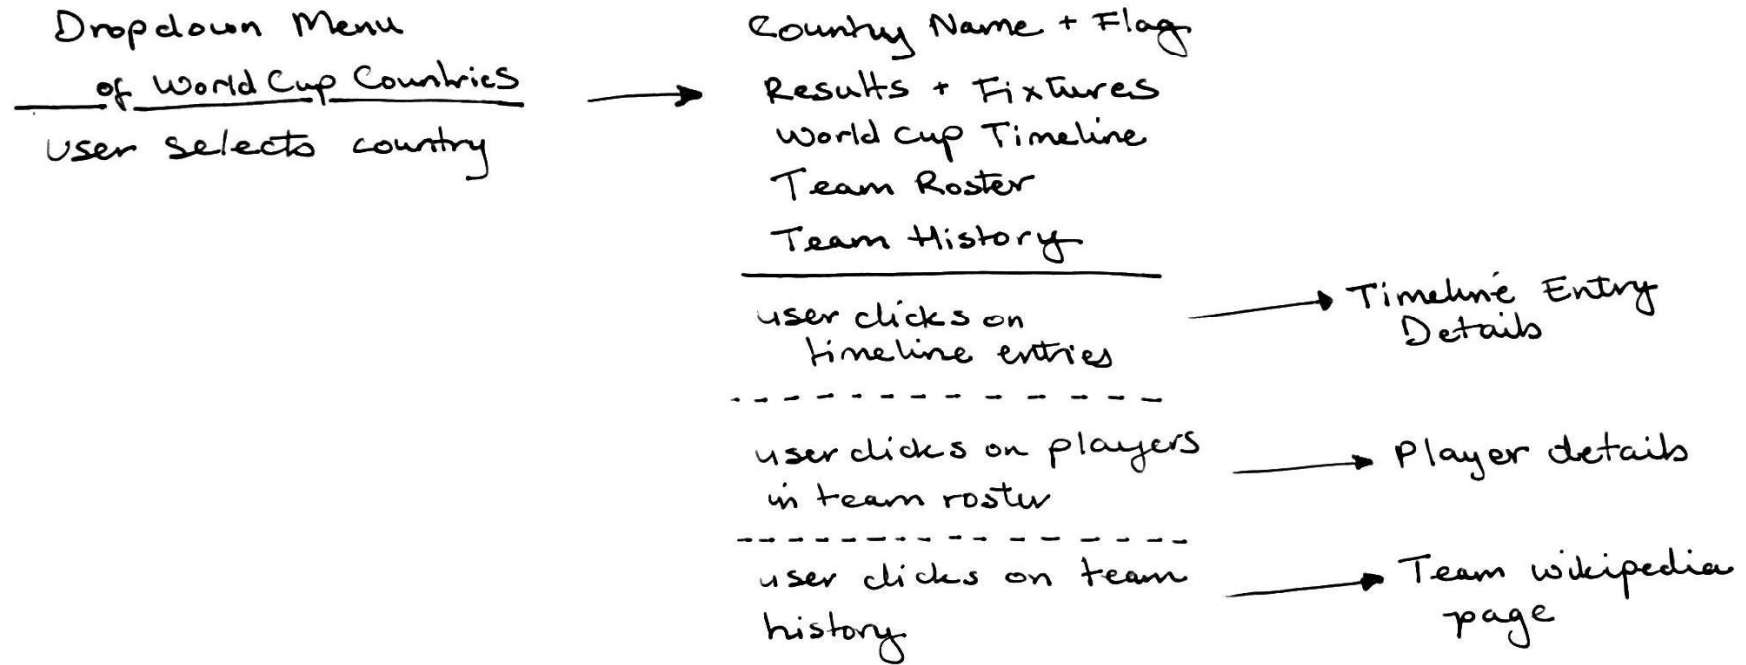 Dropdown Menu
of World Cup Countries
user selects country
Country Name + Flag
Results + Fixtures
World Cup Timeline
Team Roster
Team History
user clicks on
timeline entries
Timeline Entry
Details
user clicks on players
in team roster
Player details
user clicks on team
history
Team wikipedia
page